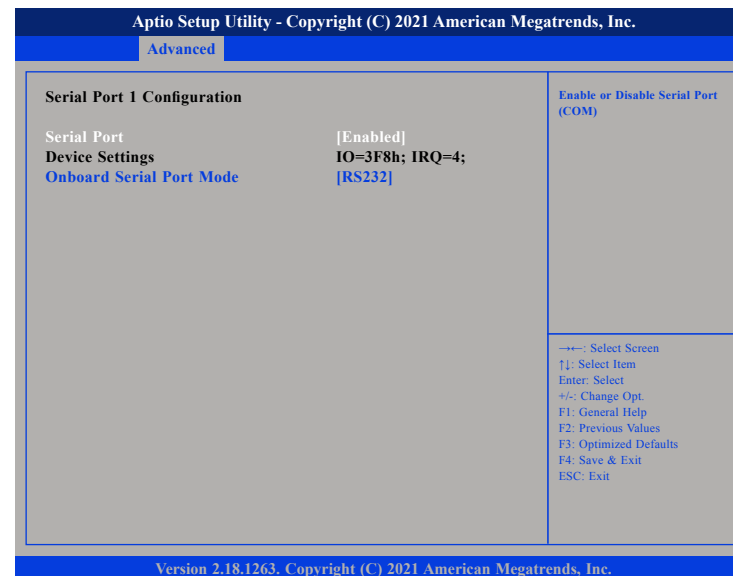 Aptio Setup Utility - Copyright (C) 2021 American Megatrends, Inc.
Advanced
Serial Port 1 Configuration
Serial Port [Enabled]
Device Settings IO=3F8h; IRQ=4;
Onboard Serial Port Mode [RS232]
Enable or Disable Serial Port
(COM)
→←: Select Screen
↑↓: Select Item
Enter: Select
+/-: Change Opt.
F1: General Help
F2: Previous Values
F3: Optimized Defaults
F4: Save & Exit
ESC: Exit
Version 2.18.1263. Copyright (C) 2021 American Megatrends, Inc.